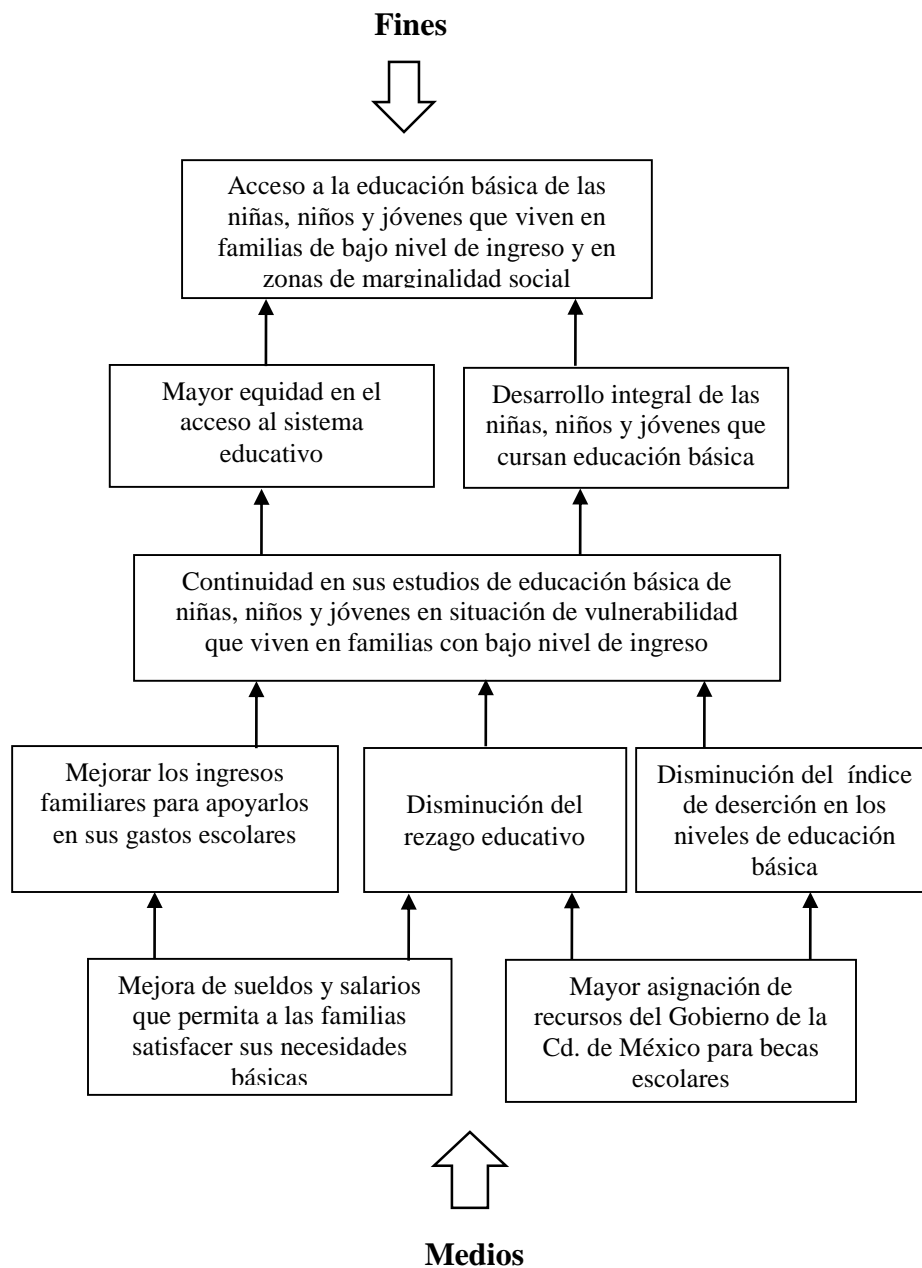 Fines
Acceso a la educación básica de las
niñas, niños y jóvenes que viven en
familias de bajo nivel de ingreso y en
zonas de marginalidad social
Mayor equidad en el
acceso al sistema
educativo
Desarrollo integral de las
niñas, niños y jóvenes que
cursan educación básica
Continuidad en sus estudios de educación básica de
niñas, niños y jóvenes en situación de vulnerabilidad
que viven en familias con bajo nivel de ingreso
Mejorar los ingresos
familiares para apoyarlos
en sus gastos escolares
Disminución del
rezago educativo
Disminución del índice
de deserción en los
niveles de educación
básica
Mejora de sueldos y salarios
que permita a las familias
satisfacer sus necesidades
básicas
Mayor asignación de
recursos del Gobierno de la
Cd. de México para becas
escolares
Medios